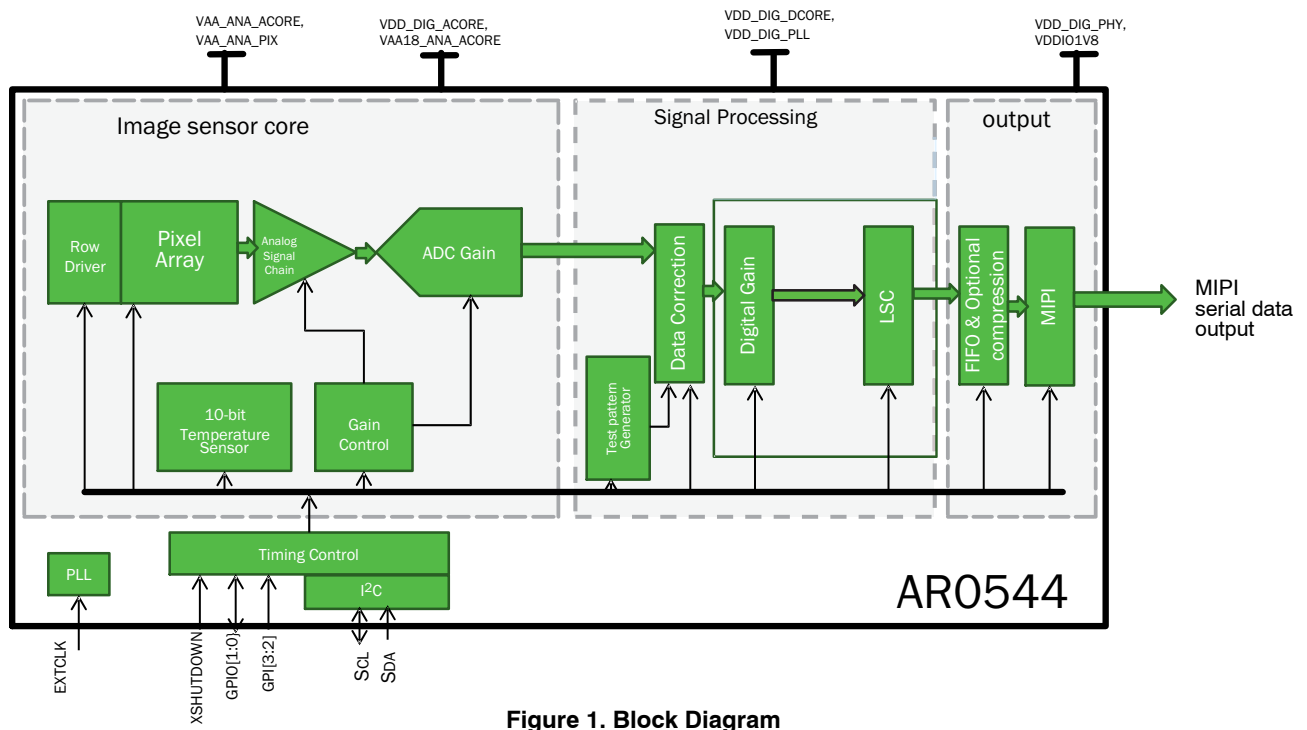 VAA_ANA_ACORE,
VAA_ANA_PIX
VDD_DIG_ACORE,
VAA18_ANA_ACORE
VDD_DIG_DCORE,
VDD_DIG_PLL
VDD_DIG_PHY,
VDDIO1V8
Image sensor core
Signal Processing
output
Row
Driver
Pixel
Array
Analog
Signal
Chain
ADC Gain
Data Correction
Digital Gain
LSC
FIFO & Optional
compression
MIPI
MIPI
serial data
output
10-bit
Temperature
Sensor
Gain
Control
Test pattern
Generator
Timing Control
PLL
I2C
AR0544
EXTCLK
XSHUTDOWN
GPIO[1:0}
GPI[3:2]
SCL
SDA
Figure 1. Block Diagram